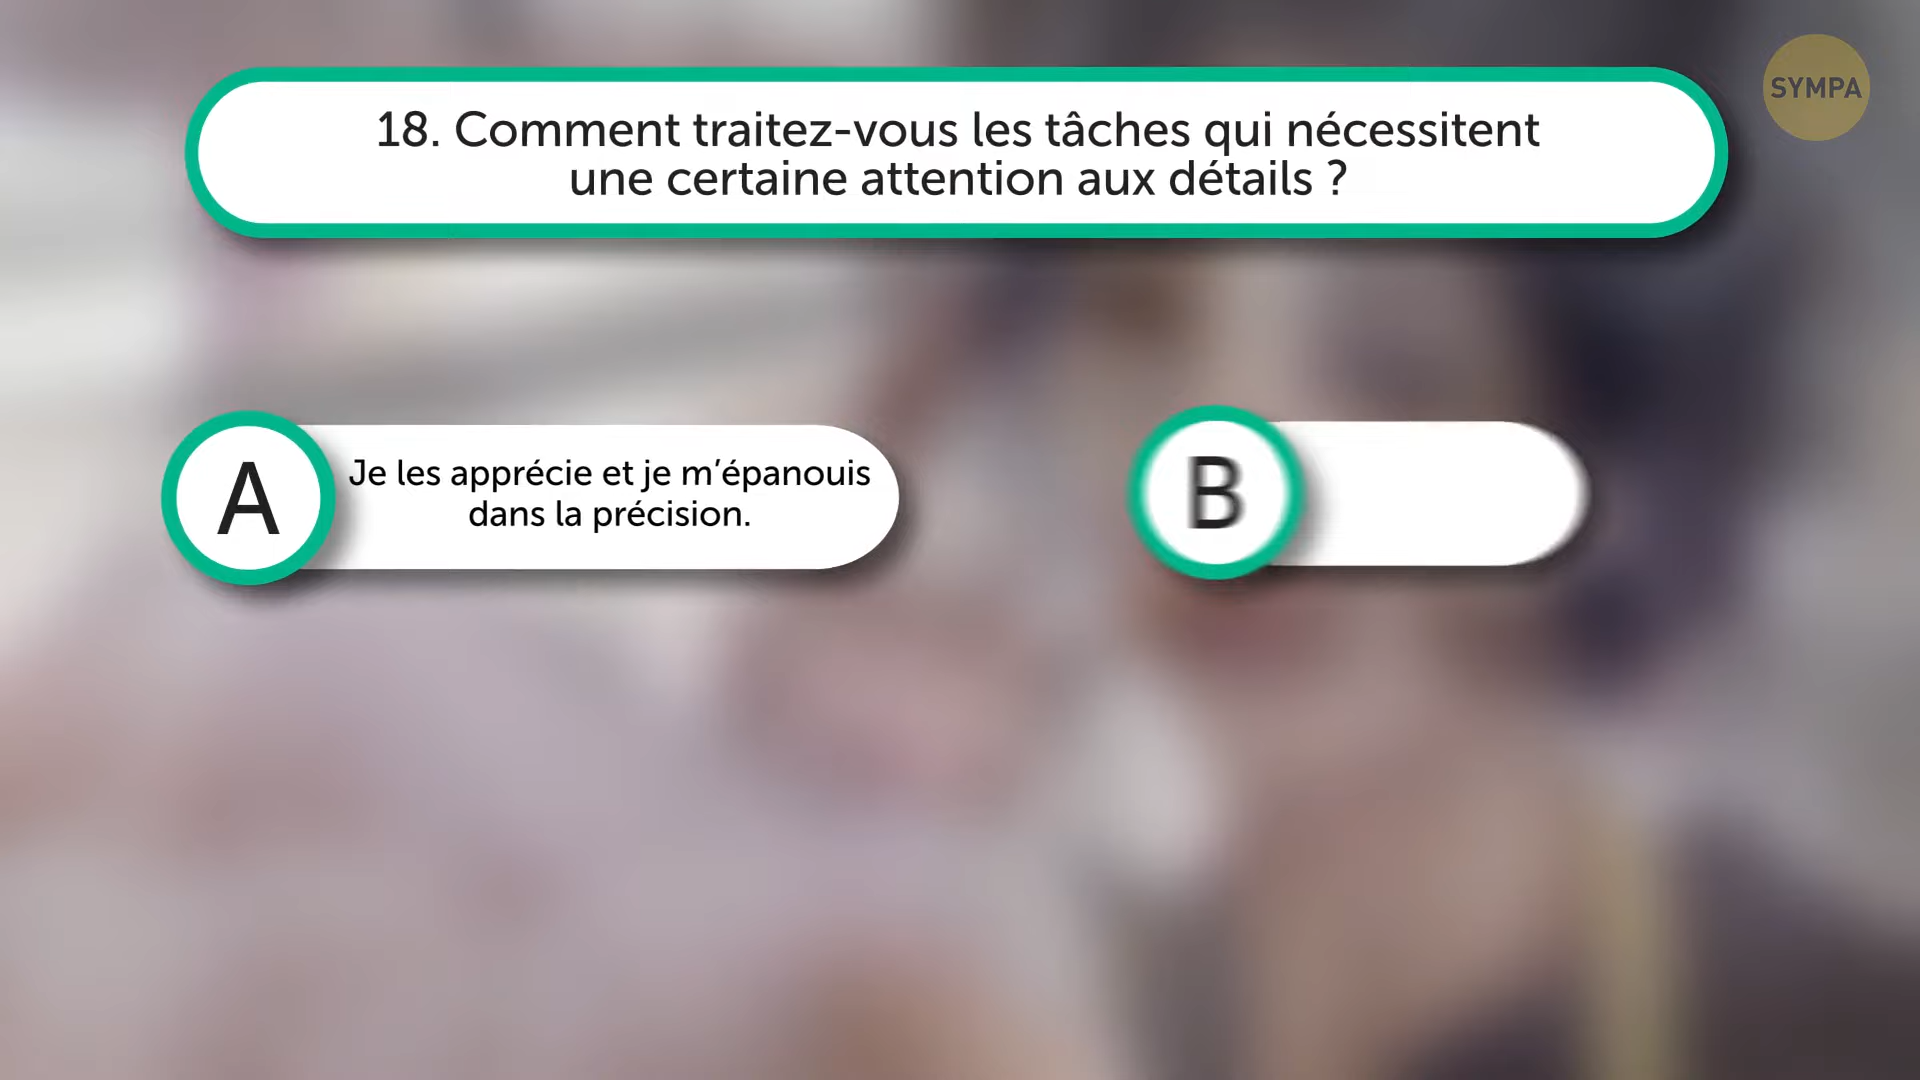 SYMPA
18. Comment traitez-vous les tâches qui nécessitent
une certaine attention aux détails ?
A
Je les apprécie et je m’épanouis
dans la précision.
B